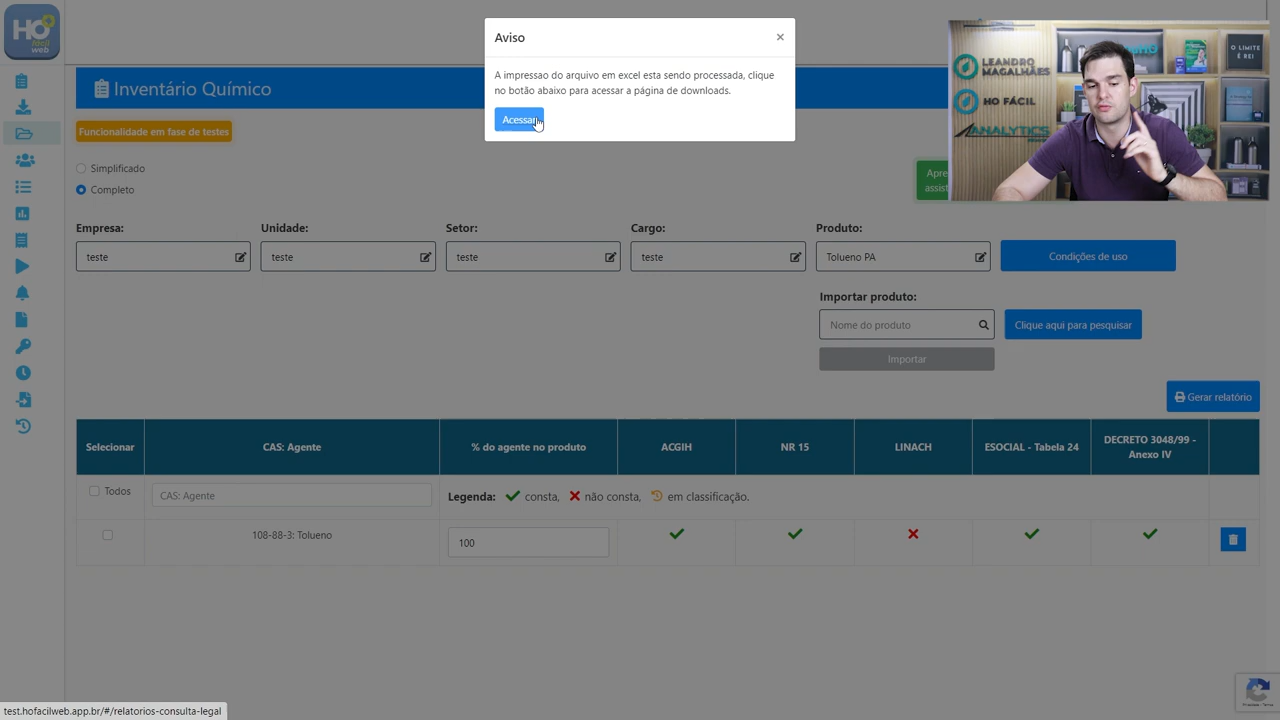 HO
fácil
web
Aviso
×
A impressao do arquivo em excel esta sendo processada, clique
no botão abaixo para acessar a página de downloads.
Acessar
Inventário Químico
Funcionalidade em fase de testes
Simplificado
Completo
Apre
assist
LEANDRO
MAGALHÃES
HO FÁCIL
ANALYTICS
O LIMITE
É REI
Empresa:
Unidade:
Setor:
Cargo:
Produto:
teste
teste
teste
teste
Tolueno PA
Condições de uso
Importar produto:
Nome do produto
Clique aqui para pesquisar
Importar
Gerar relatório
Selecionar
CAS: Agente
% do agente no produto
ACGIH
NR 15
LINACH
ESOCIAL - Tabela 24
DECRETO 3048/99 -
Anexo IV
Todos
CAS: Agente
Legenda: consta, não consta, em classificação.
108-88-3: Tolueno
100
test.hofacilweb.app.br/#/relatorios-consulta-legal